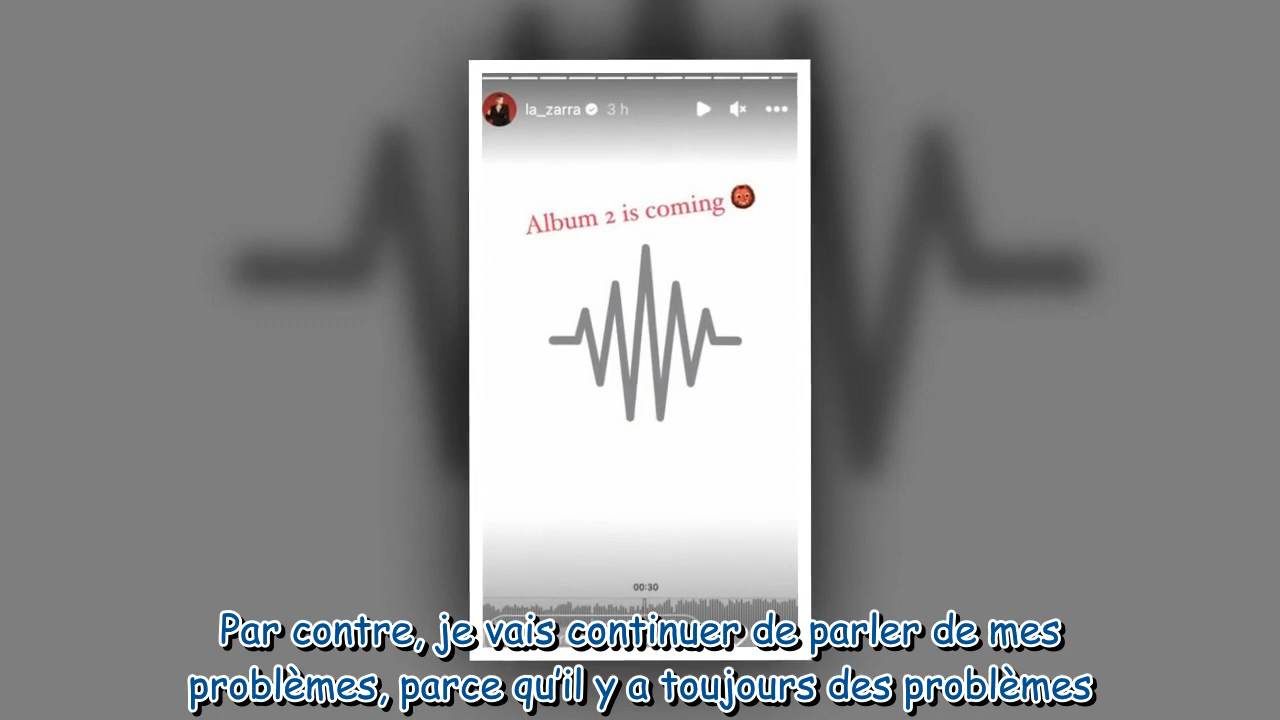 la_zarra 3 h
Album 2 is coming 👹
00:30
Par contre, je vais continuer de parler de mes
problèmes, parce qu'il y a toujours des problèmes